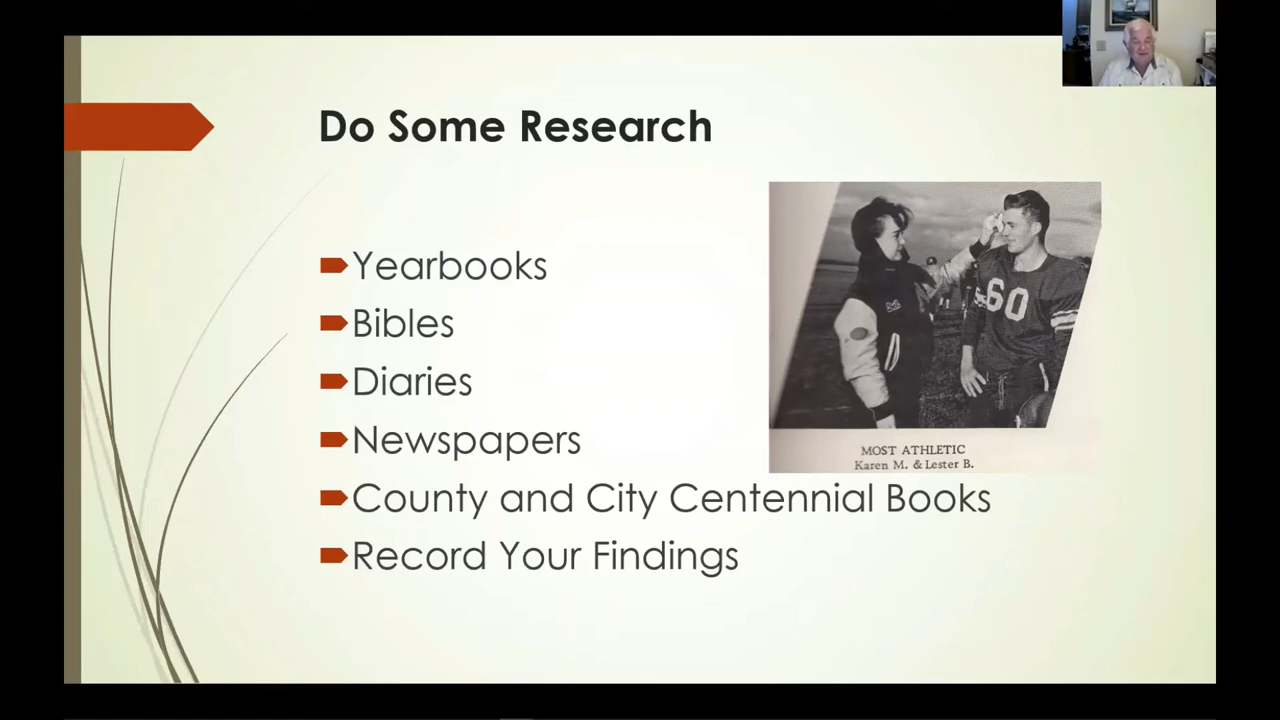 Do Some Research
Yearbooks
Bibles
Diaries
Newspapers
County and City Centennial Books
Record Your Findings
60
MOST ATHLETIC
Karen M. & Lester B.